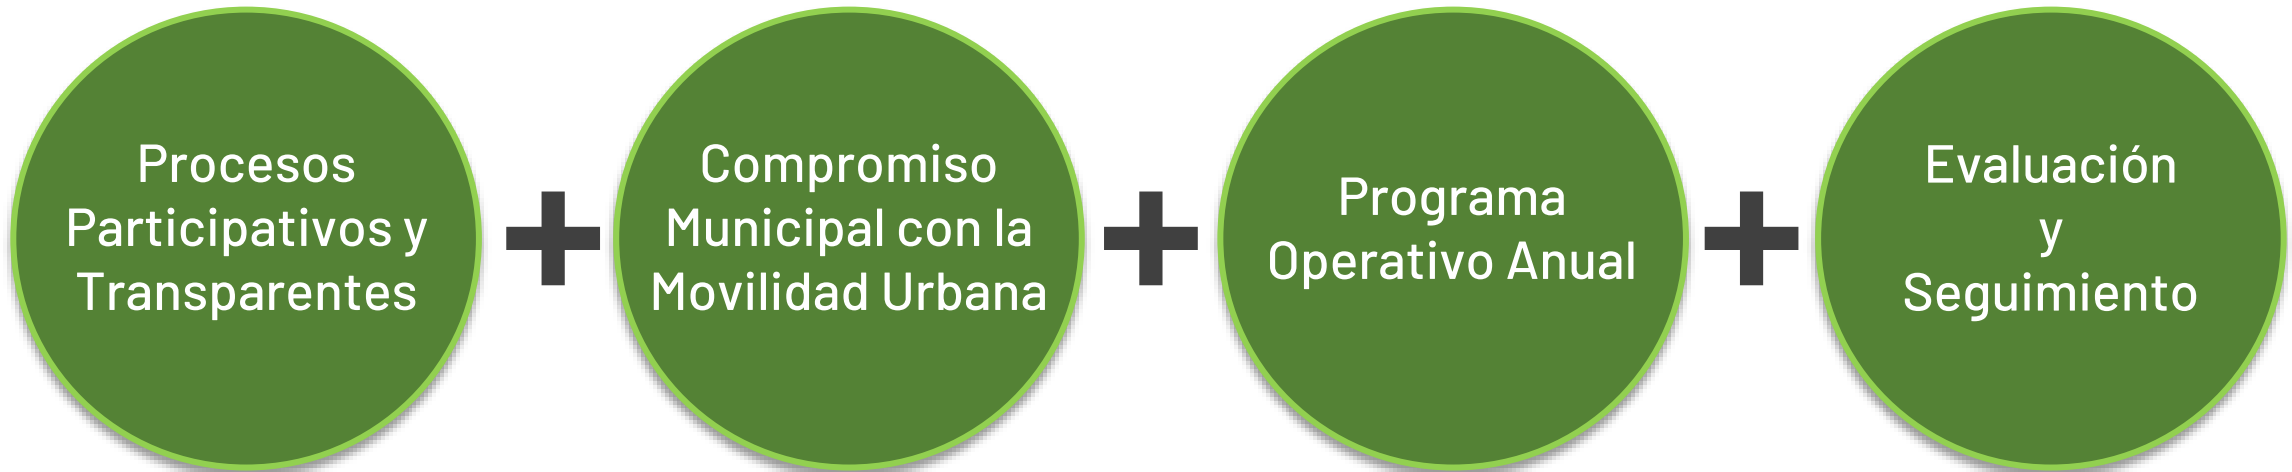 Procesos
Participativos y
Transparentes
Compromiso
Municipal con la
Movilidad Urbana
Programa
Operativo Anual
Evaluación
y
Seguimiento